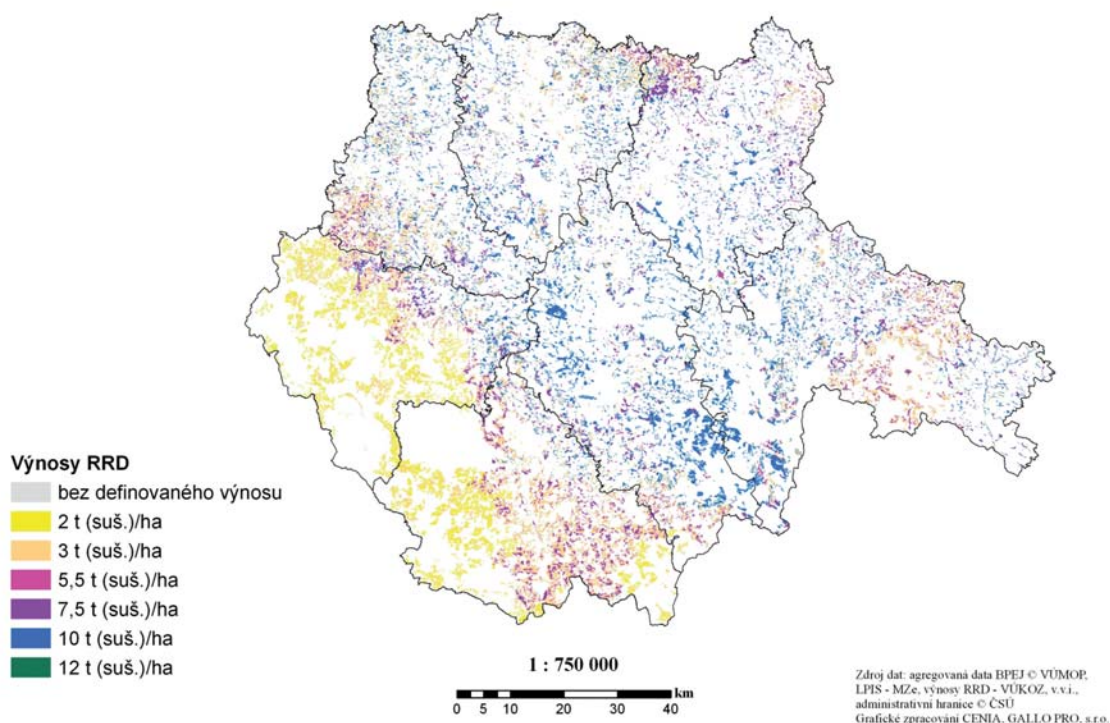 Výnosy RRD
bez definovaného výnosu
2 t (suš.)/ha
3 t (suš.)/ha
5,5 t (suš.)/ha
7,5 t (suš.)/ha
10 t (suš.)/ha
12 t (suš.)/ha
1 : 750 000
km
0 5 10 20 30 40
Zdroj dat: agregovaná data BPEJ © VÚMOP,
LPIS - MZe, výnosy RRD - VÚKOZ, v.v.i.,
administrativní hranice © ČSÚ
Grafické zpracování CENIA, GALLO PRO, s.r.o.